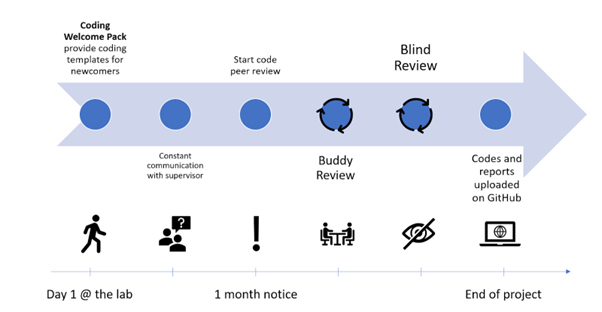 Coding
Welcome Pack
provide coding
templates for
newcomers
Start code
peer review
Blind
Review
Constant
communication
with supervisor
Buddy
Review
Codes and
reports
uploaded
on GitHub
?
!
Day 1 @ the lab
1 month notice
End of project